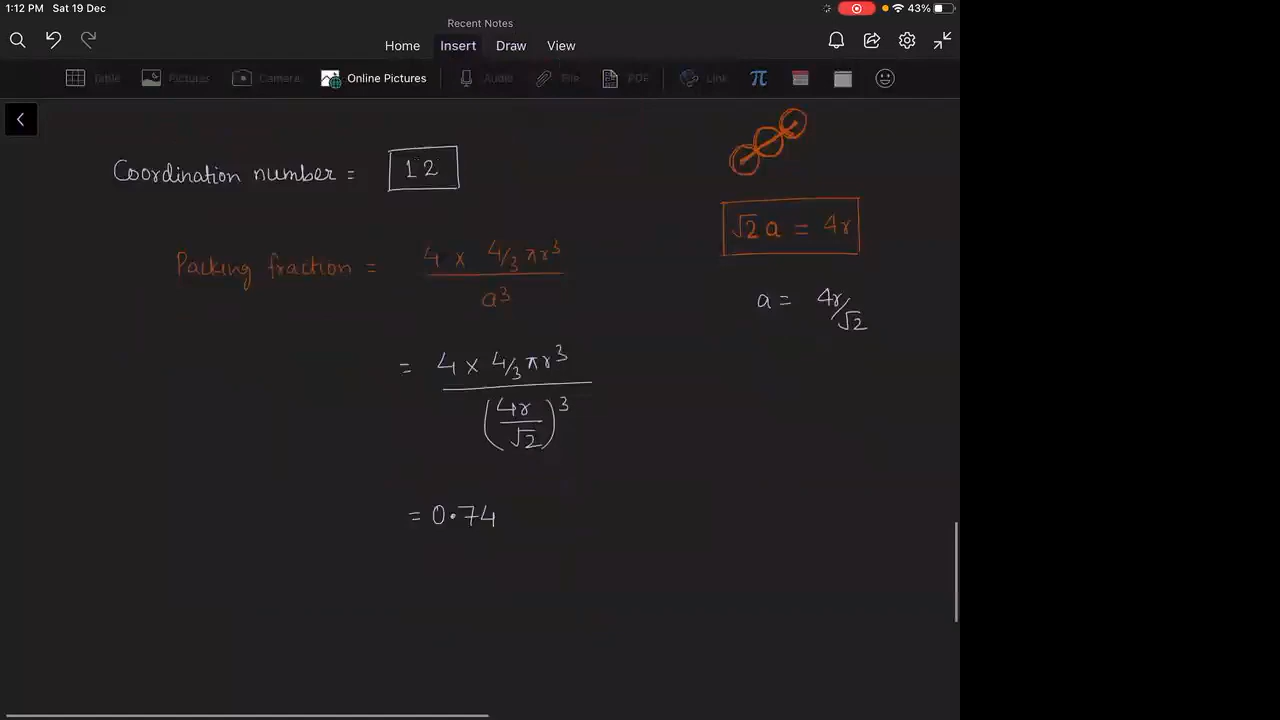 1:12 PM Sat 19 Dec
43%
Recent Notes
Home Insert Draw View
Table Pictures Camera Online Pictures Audio File PDF Link π
Coordination number = 12
√2 a = 4r
Packing fraction = 4 × 4/3 πr³
a³
a = 4r/√2
= 4 × 4/3 πr³
(4r/√2)³
= 0.74